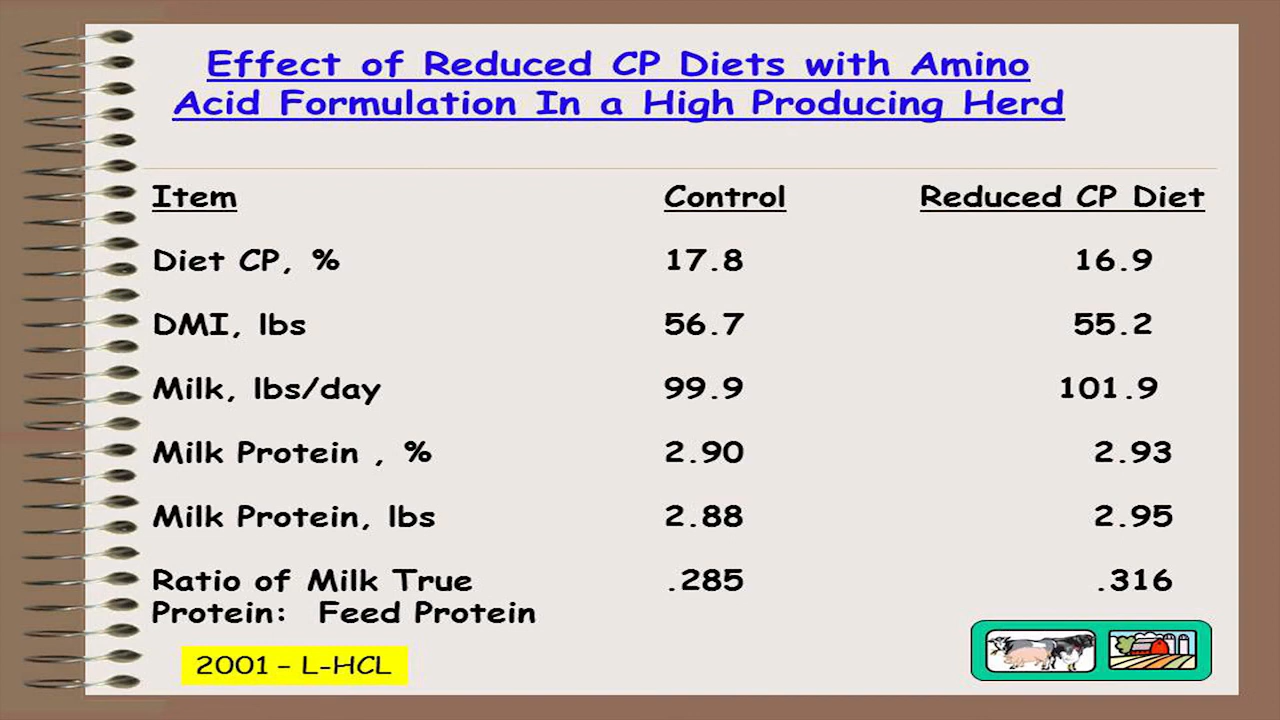 Effect of Reduced CP Diets with Amino
Acid Formulation In a High Producing Herd
Item Control Reduced CP Diet
Diet CP, % 17.8 16.9
DMI, lbs 56.7 55.2
Milk, lbs/day 99.9 101.9
Milk Protein , % 2.90 2.93
Milk Protein, lbs 2.88 2.95
Ratio of Milk True .285 .316
Protein: Feed Protein
2001 – L-HCL